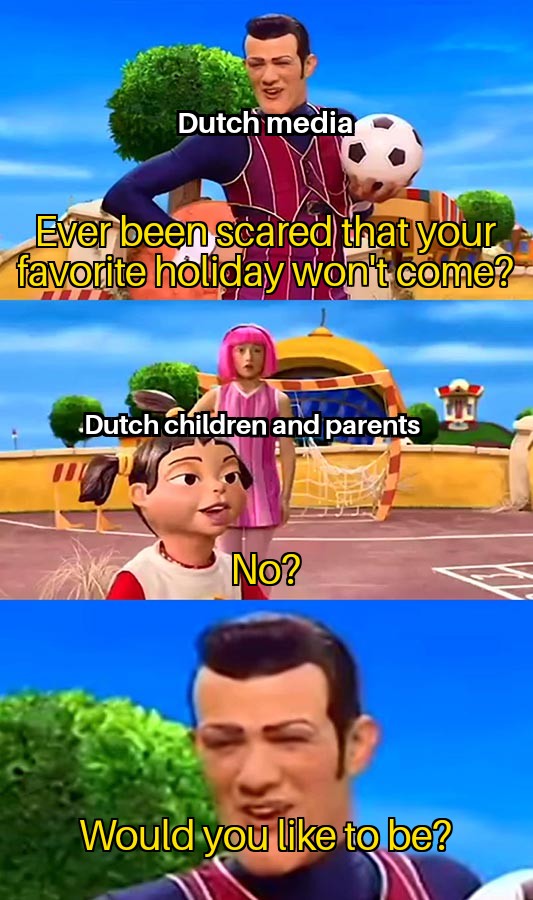 Dutch media
Ever been scared that your
favorite holiday won't come?
Dutch children and parents
No?
Would you like to be?